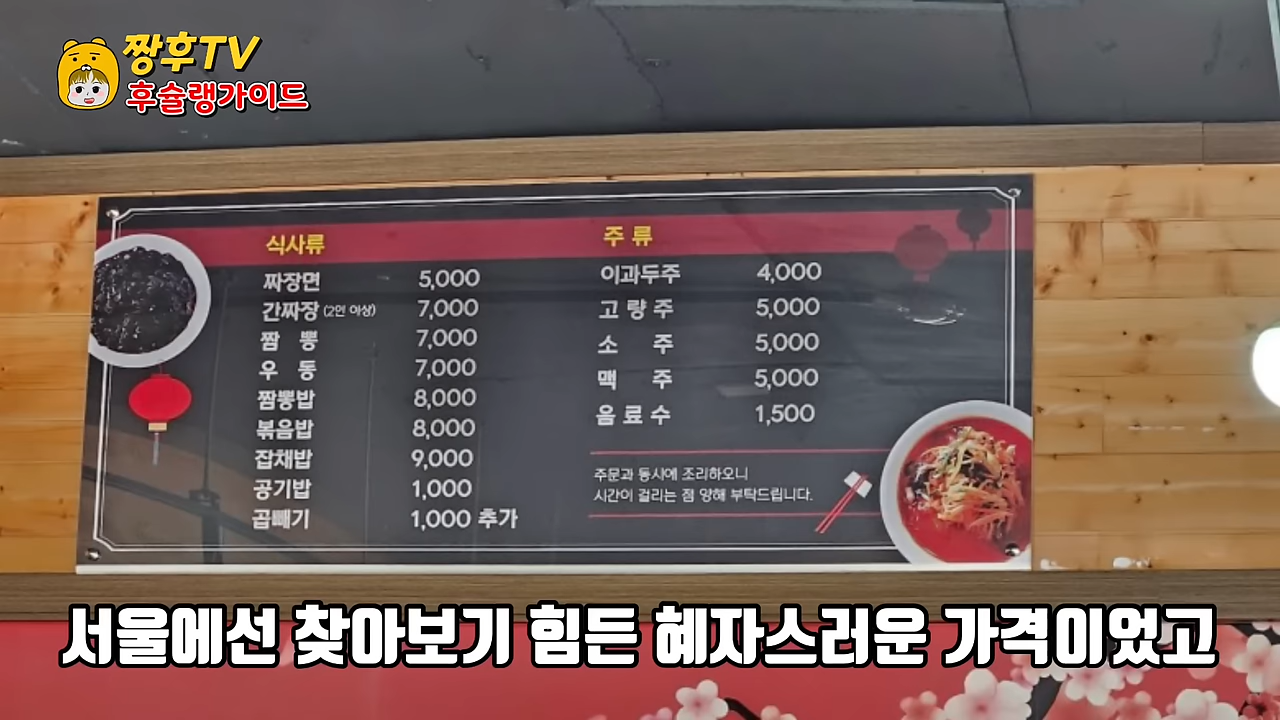 짱후TV
후슐랭가이드
식사류
짜장면 5,000
간짜장 (2인 이상) 7,000
짬 뽕 7,000
우 동 7,000
짬뽕밥 8,000
볶음밥 8,000
잡채밥 9,000
공기밥 1,000
곱빼기 1,000 추가
주 류
이과두주 4,000
고 량 주 5,000
소 주 5,000
맥 주 5,000
음 료 수 1,500
주문과 동시에 조리하오니
시간이 걸리는 점 양해 부탁드립니다.
서울에선 찾아보기 힘든 혜자스러운 가격이었고